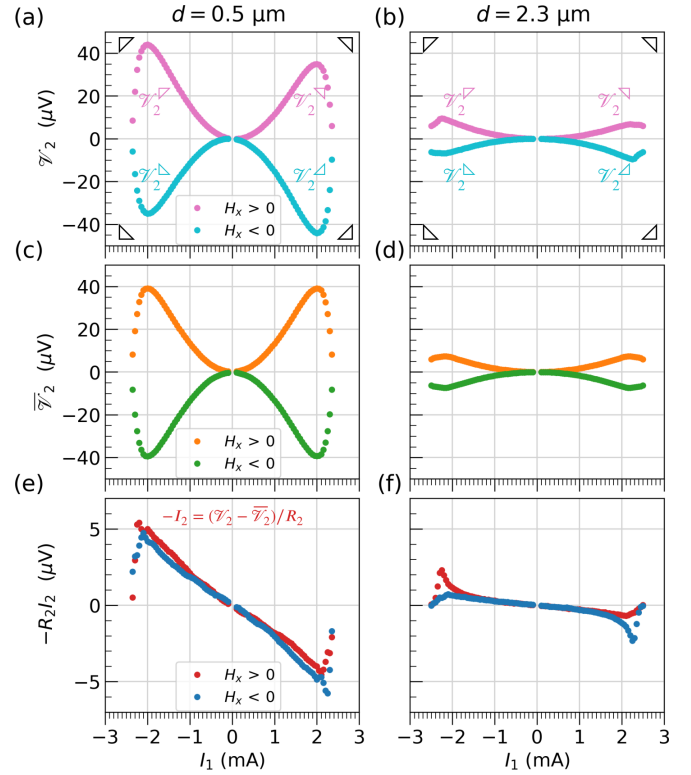 (a) d = 0.5 μm (b) d = 2.3 μm
40
20
0
−20
−40
𝒱₂ (μV)
𝒱₂ 𝒱₂ 𝒱₂ 𝒱₂
𝒱₂ 𝒱₂ 𝒱₂ 𝒱₂
Hₓ > 0
Hₓ < 0
(c) (d)
40
20
0
−20
−40
𝒱̅₂ (μV)
Hₓ > 0
Hₓ < 0
(e) (f)
5
0
−5
−R₂I₂ (μV)
−I₂ = (𝒱₂ − 𝒱̅₂)/R₂
Hₓ > 0
Hₓ < 0
−3 −2 −1 0 1 2 3 −3 −2 −1 0 1 2 3
I₁ (mA) I₁ (mA)